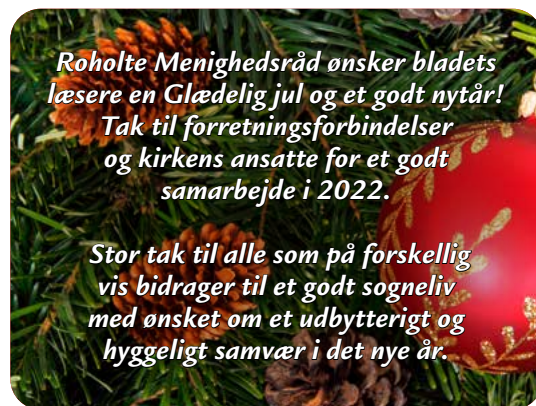 Roholte Menighedsråd ønsker bladets
læsere en Glædelig jul og et godt nytår!
Tak til forretningsforbindelser
og kirkens ansatte for et godt
samarbejde i 2022.
Stor tak til alle som på forskellig
vis bidrager til et godt sogneliv
med ønsket om et udbytterigt og
hyggeligt samvær i det nye år.